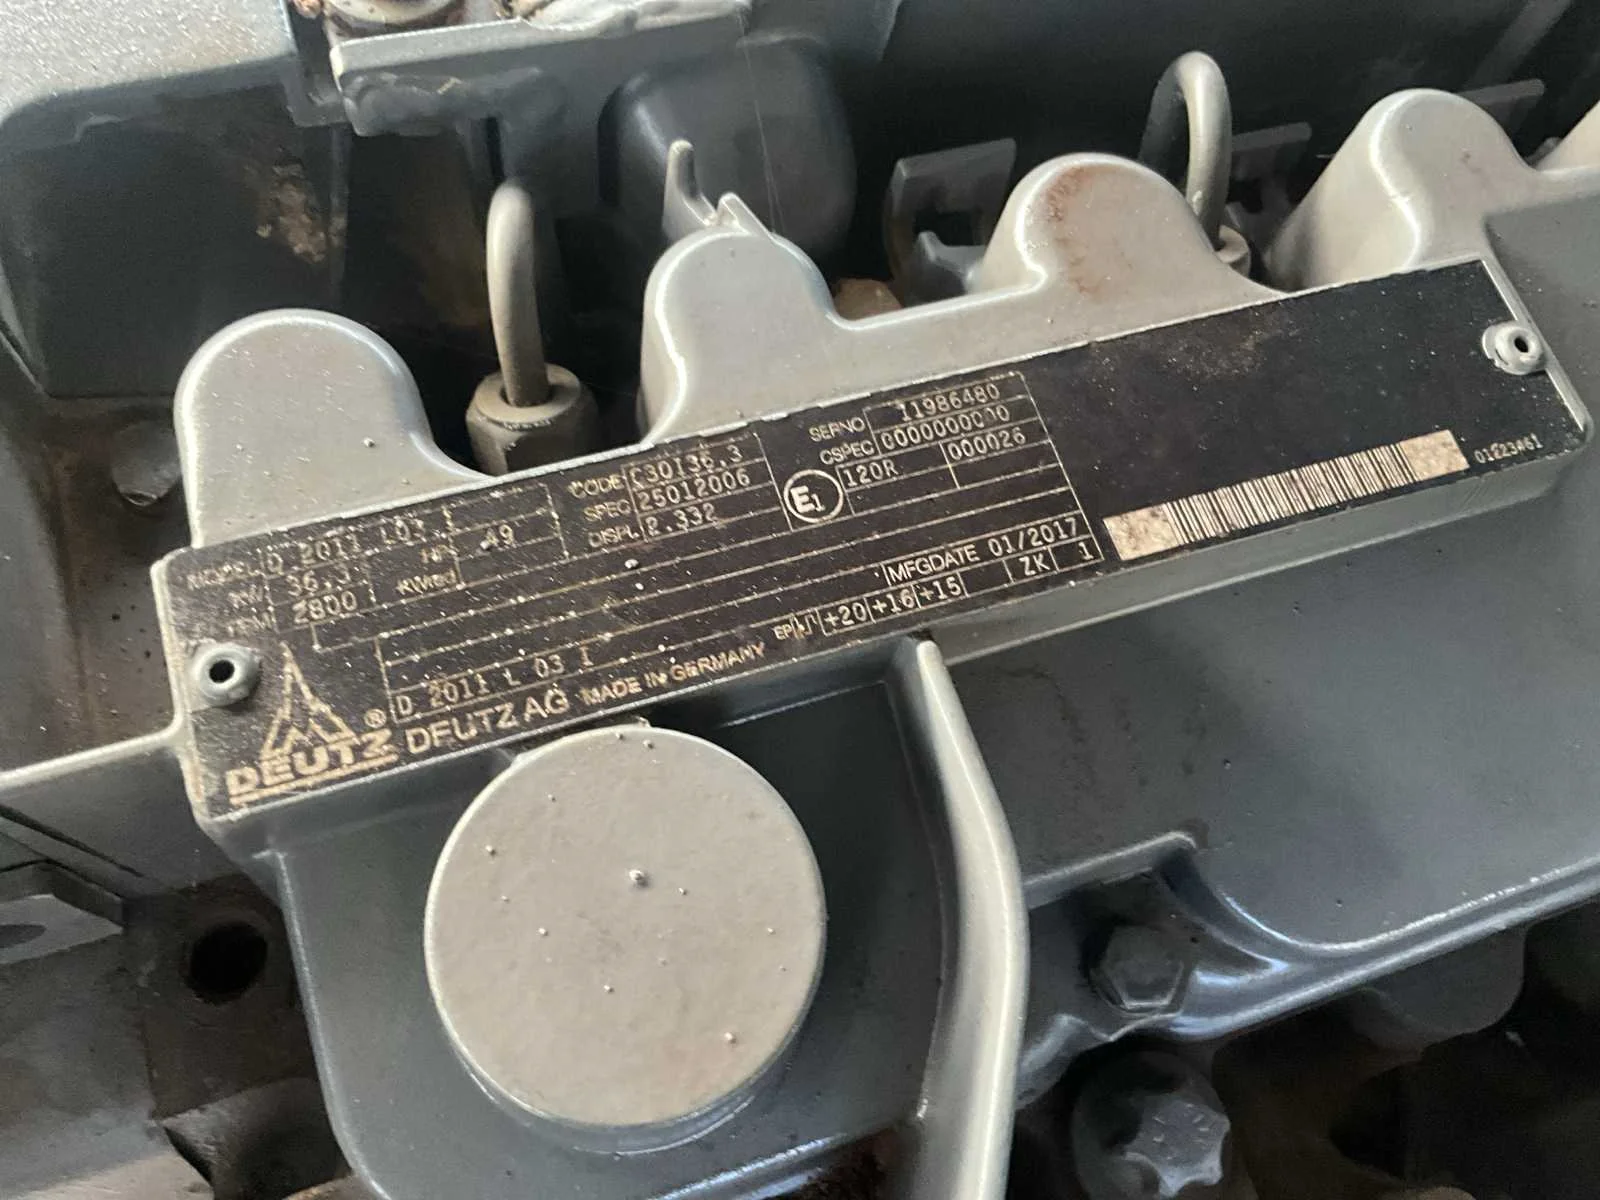 MODEL D 2011 L03 I
KW 36,3 HP 49
RPM 2800 KWred
CODE C30I36,3
SPEC 25012006
DISPL 2.332
SERNO 11986480
CSPEC 0000000000
E1 120R 000026
MFGDATE 01/2017
EP +20 +16 +15 ZK 1
D 2011 L 03 I
DEUTZ® DEUTZ AG MADE IN GERMANY